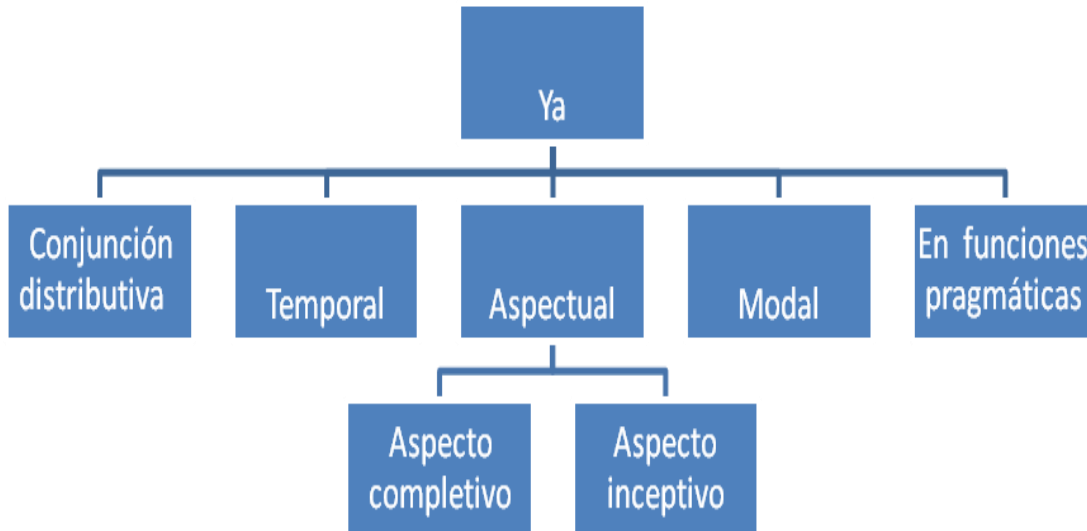 Ya
Conjunción
distributiva
Temporal
Aspectual
Modal
En funciones
pragmáticas
Aspecto
completivo
Aspecto
inceptivo